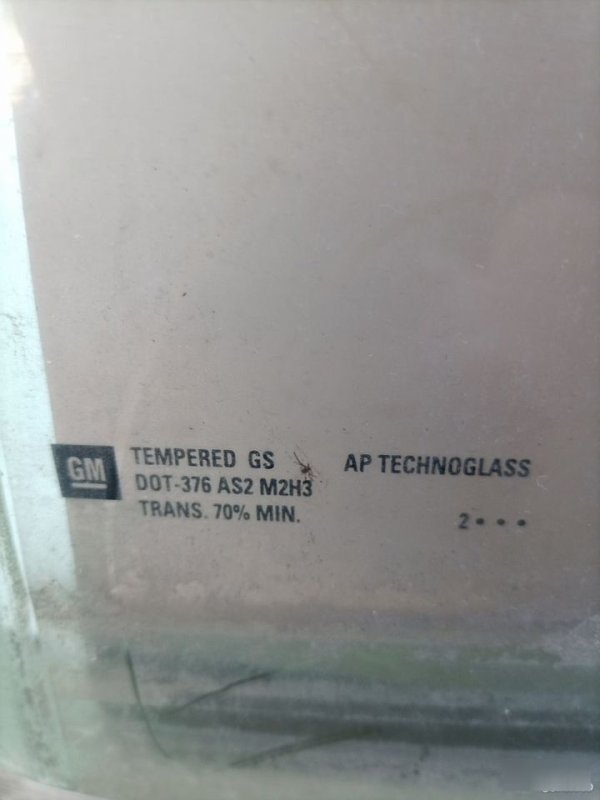 GM
TEMPERED GS
AP TECHNOGLASS
DOT-376 AS2 M2H3
TRANS. 70% MIN.
2•••